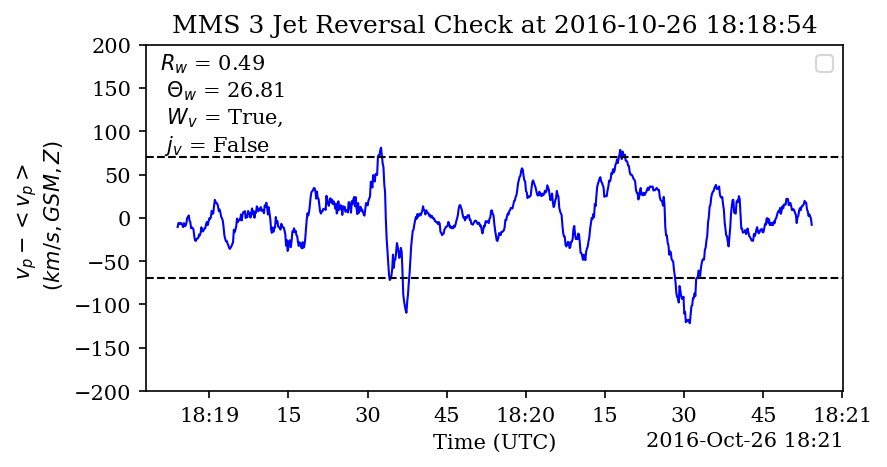 MMS 3 Jet Reversal Check at 2016-10-26 18:18:54
R_w = 0.49
Θ_w = 26.81
W_v = True,
j_v = False
200
150
100
50
0
−50
−100
−150
−200
v_p − < v_p >
(km/s, GSM, Z)
18:19 15 30 45 18:20 15 30 45 18:21
Time (UTC)
2016-Oct-26 18:21